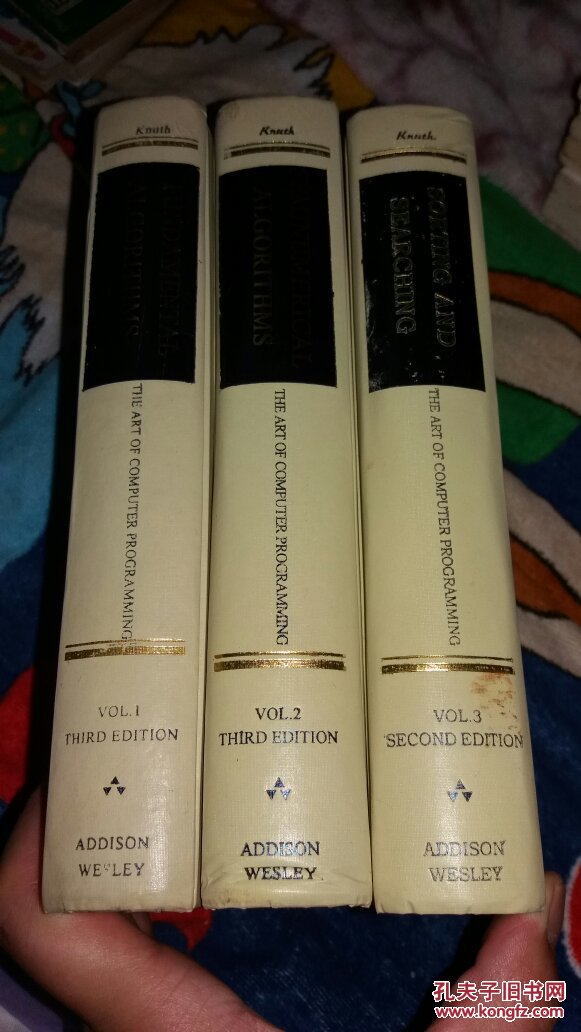 Knuth
FUNDAMENTAL
ALGORITHMS
THE ART OF COMPUTER PROGRAMMING
VOL.1
THIRD EDITION
ADDISON
WESLEY
Knuth
SEMINUMERICAL
ALGORITHMS
THE ART OF COMPUTER PROGRAMMING
VOL.2
THIRD EDITION
ADDISON
WESLEY
Knuth
SORTING AND
SEARCHING
THE ART OF COMPUTER PROGRAMMING
VOL.3
SECOND EDITION
ADDISON
WESLEY
孔夫子旧书网
www.kongfz.com